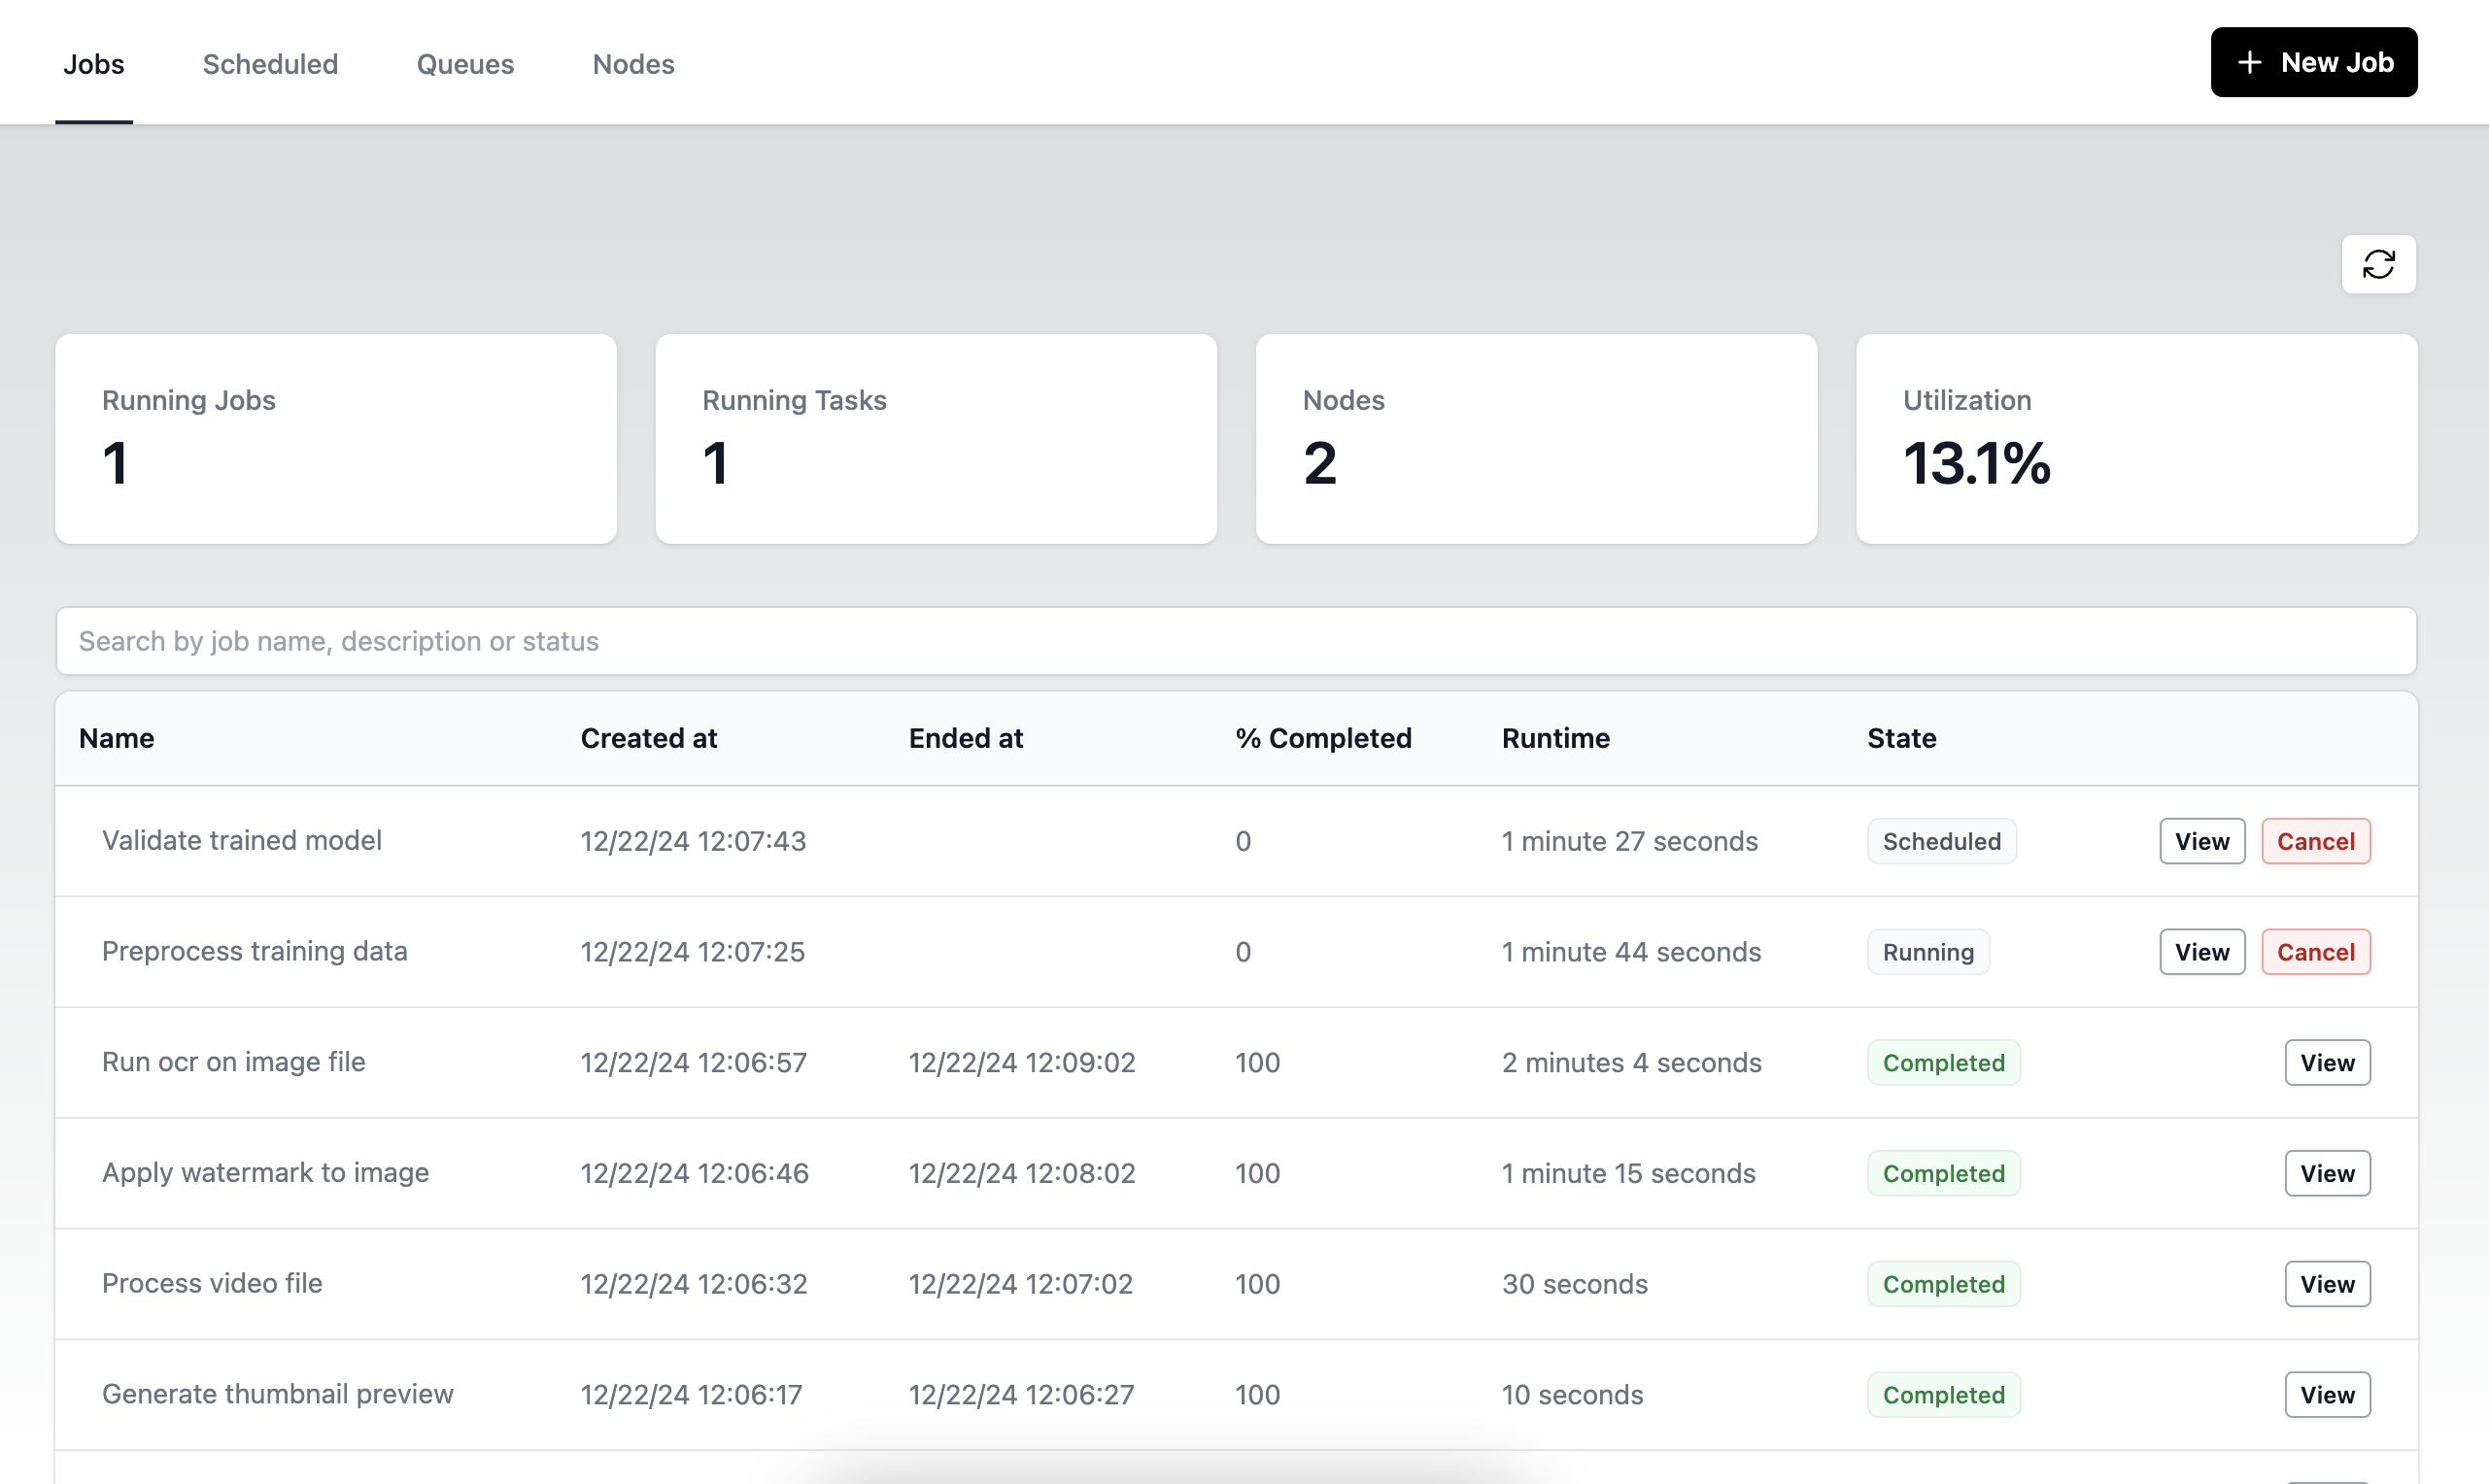 Jobs Scheduled Queues Nodes + New Job
Running Jobs Running Tasks Nodes Utilization
1 1 2 13.1%
Search by job name, description or status
Name Created at Ended at % Completed Runtime State
Validate trained model 12/22/24 12:07:43 0 1 minute 27 seconds Scheduled View Cancel
Preprocess training data 12/22/24 12:07:25 0 1 minute 44 seconds Running View Cancel
Run ocr on image file 12/22/24 12:06:57 12/22/24 12:09:02 100 2 minutes 4 seconds Completed View
Apply watermark to image 12/22/24 12:06:46 12/22/24 12:08:02 100 1 minute 15 seconds Completed View
Process video file 12/22/24 12:06:32 12/22/24 12:07:02 100 30 seconds Completed View
Generate thumbnail preview 12/22/24 12:06:17 12/22/24 12:06:27 100 10 seconds Completed View